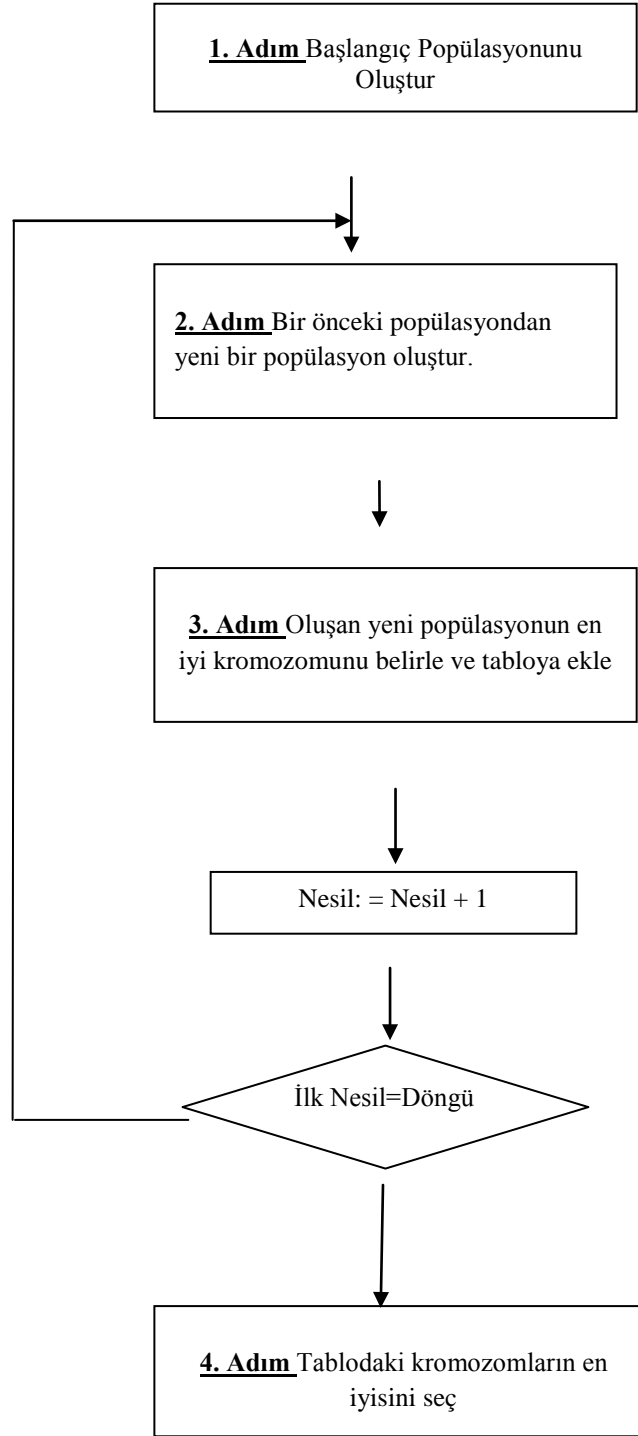 1. Adım Başlangıç Popülasyonunu
Oluştur
2. Adım Bir önceki popülasyondan
yeni bir popülasyon oluştur.
3. Adım Oluşan yeni popülasyonun en
iyi kromozomunu belirle ve tabloya ekle
Nesil: = Nesil + 1
İlk Nesil=Döngü
4. Adım Tablodaki kromozomların en
iyisini seç